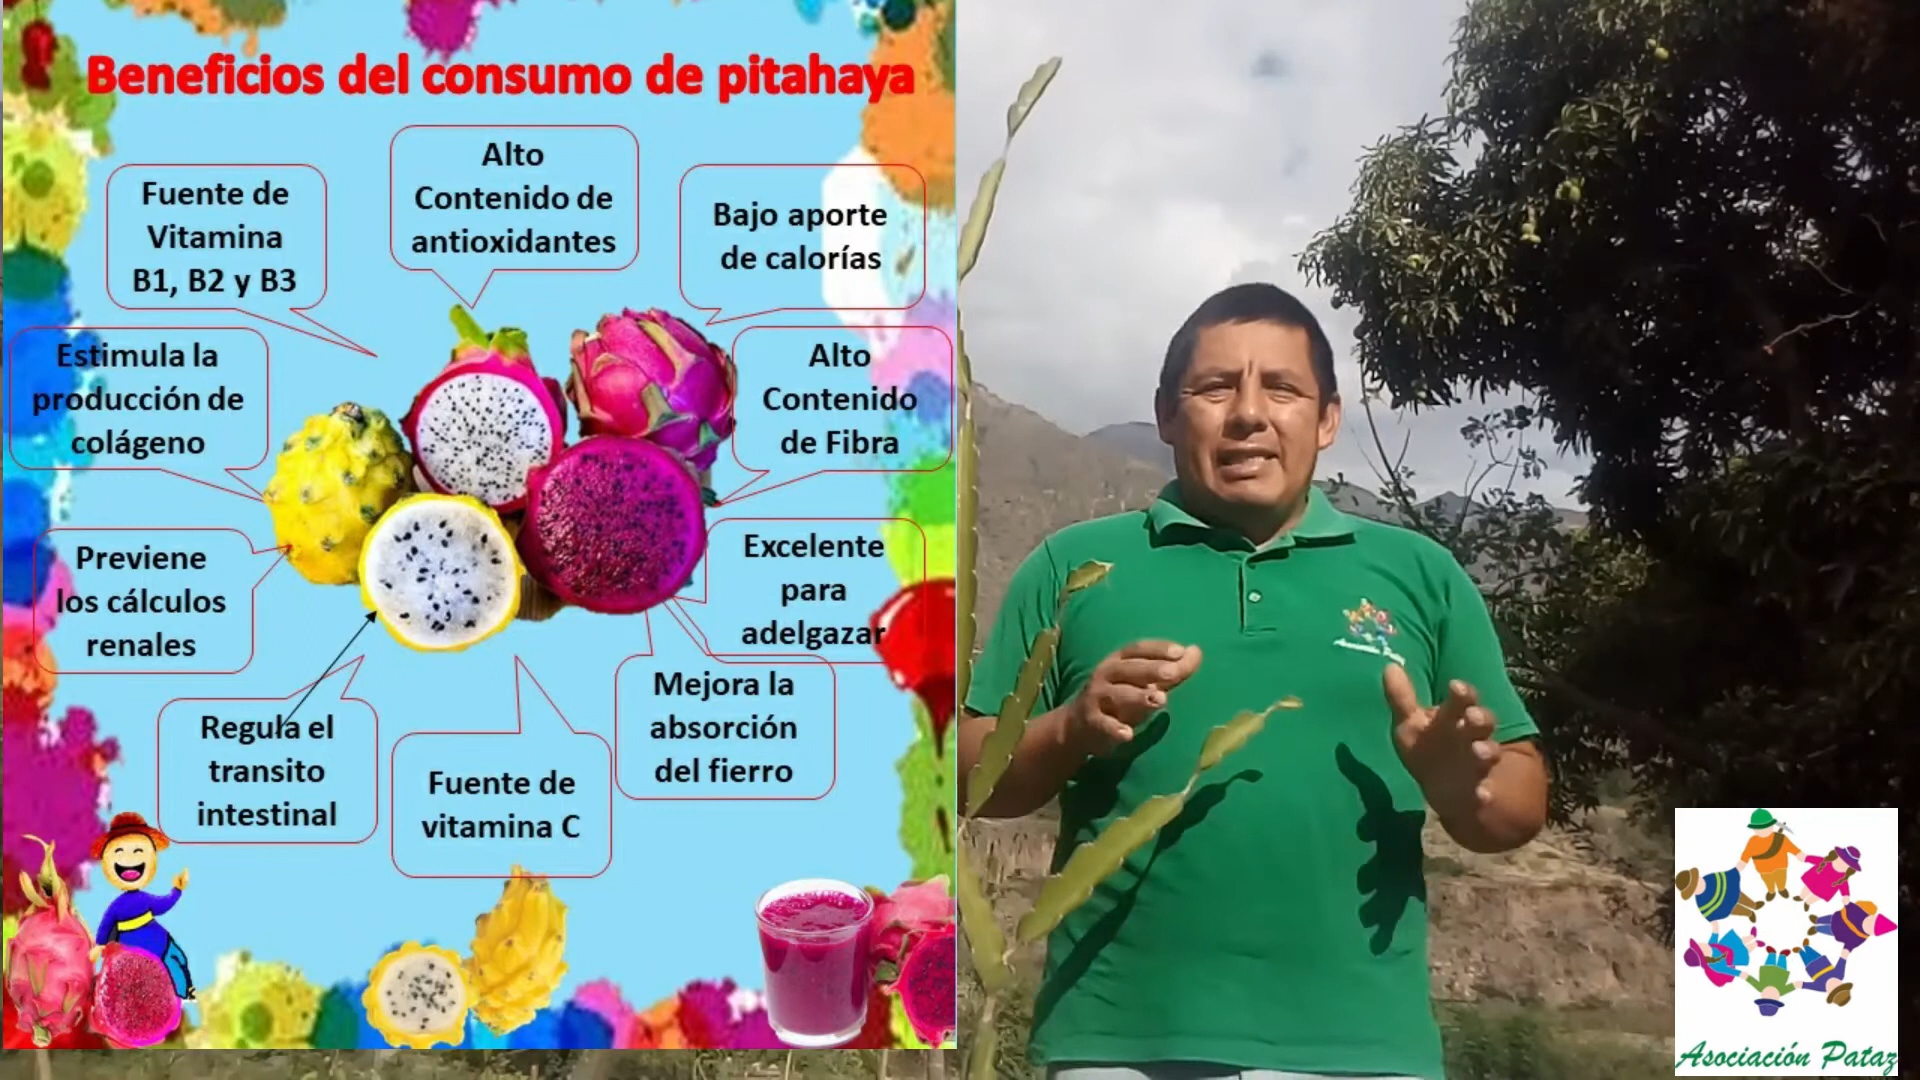 Beneficios del consumo de pitahaya
Alto
Contenido de
antioxidantes
Fuente de
Vitamina
B1, B2 y B3
Bajo aporte
de calorías
Estimula la
producción de
colágeno
Alto
Contenido
de Fibra
Previene
los cálculos
renales
Excelente
para
adelgazar
Regula el
transito
intestinal
Fuente de
vitamina C
Mejora la
absorción
del fierro
Asociación Pataz